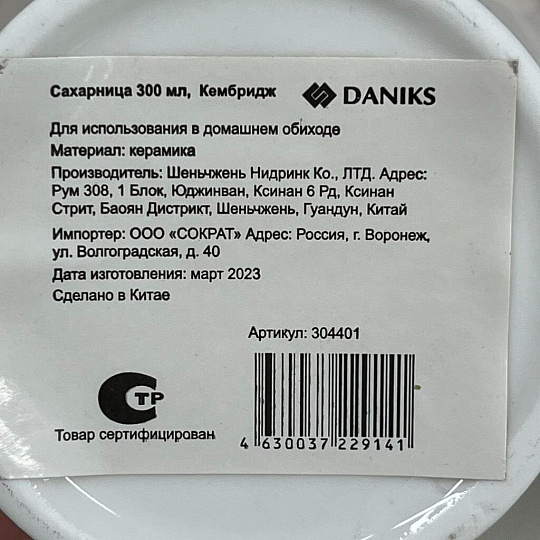 Сахарница 300 мл, Кембридж
DANIKS
Для использования в домашнем обиходе
Материал: керамика
Производитель: Шеньчжень Нидринк Ко., ЛТД. Адрес:
Рум 308, 1 Блок, Юджинван, Ксинан 6 Рд, Ксинан
Стрит, Баоян Дистрикт, Шеньчжень, Гуандун, Китай
Импортер: ООО «СОКРАТ» Адрес: Россия, г. Воронеж,
ул. Волгоградская, д. 40
Дата изготовления: март 2023
Сделано в Китае
Артикул: 304401
СТР
Товар сертифицирован
4 630037 229141